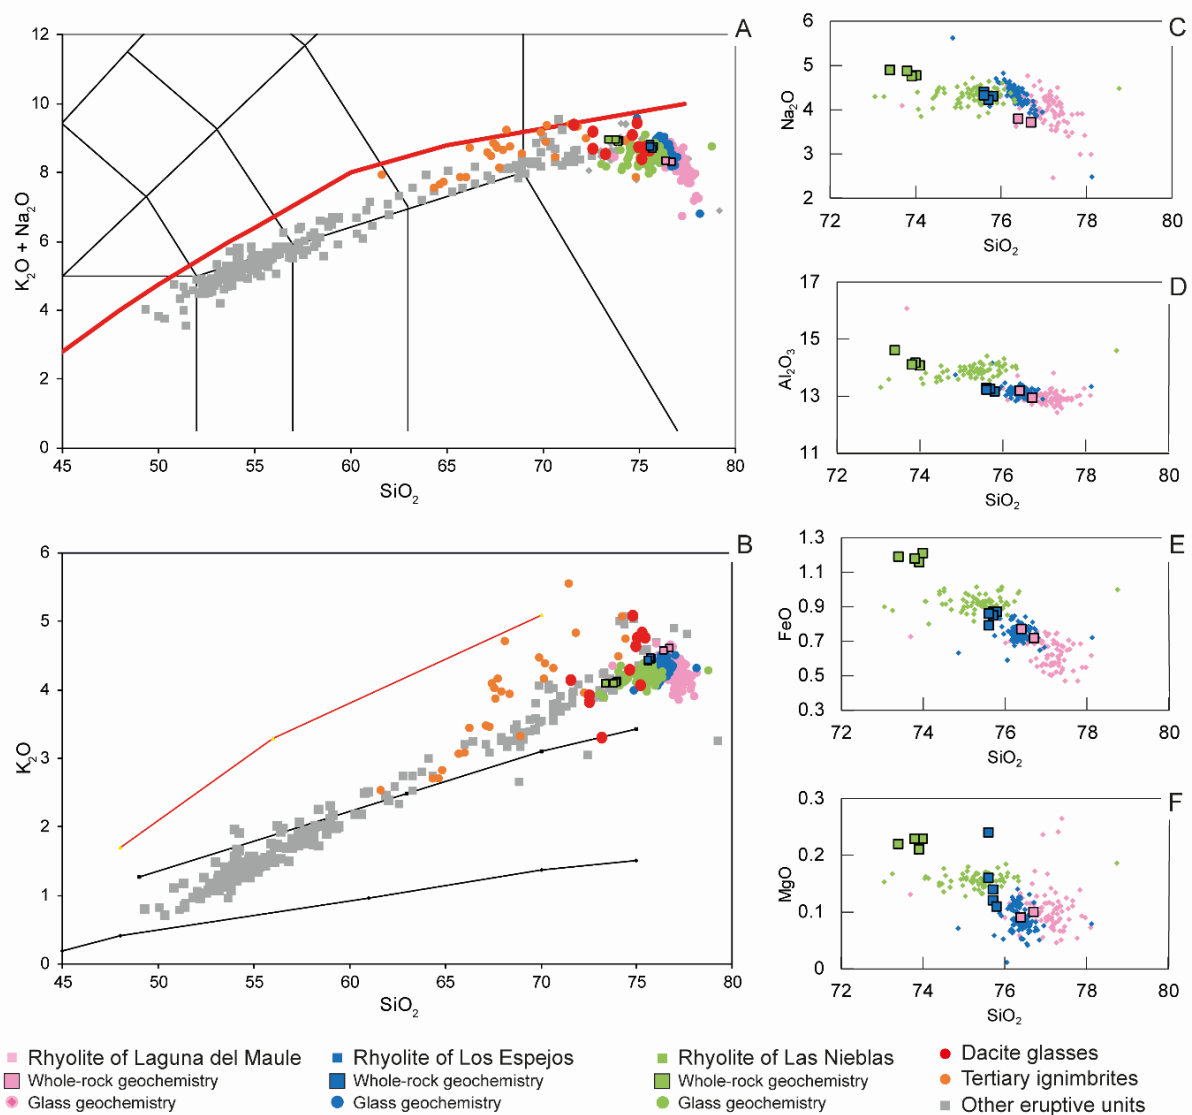 A
12
10
8
6
4
2
0
K₂O + Na₂O
45 50 55 60 65 70 75 80
SiO₂
B
6
5
4
3
2
1
0
K₂O
45 50 55 60 65 70 75 80
SiO₂
C
6
5
4
3
2
Na₂O
72 74 76 78 80
SiO₂
D
17
15
13
11
Al₂O₃
72 74 76 78 80
SiO₂
E
1.3
1.1
0.9
0.7
0.5
0.3
FeO
72 74 76 78 80
SiO₂
F
0.3
0.2
0.1
0
MgO
72 74 76 78 80
SiO₂
Rhyolite of Laguna del Maule
Whole-rock geochemistry
Glass geochemistry
Rhyolite of Los Espejos
Whole-rock geochemistry
Glass geochemistry
Rhyolite of Las Nieblas
Whole-rock geochemistry
Glass geochemistry
Dacite glasses
Tertiary ignimbrites
Other eruptive units